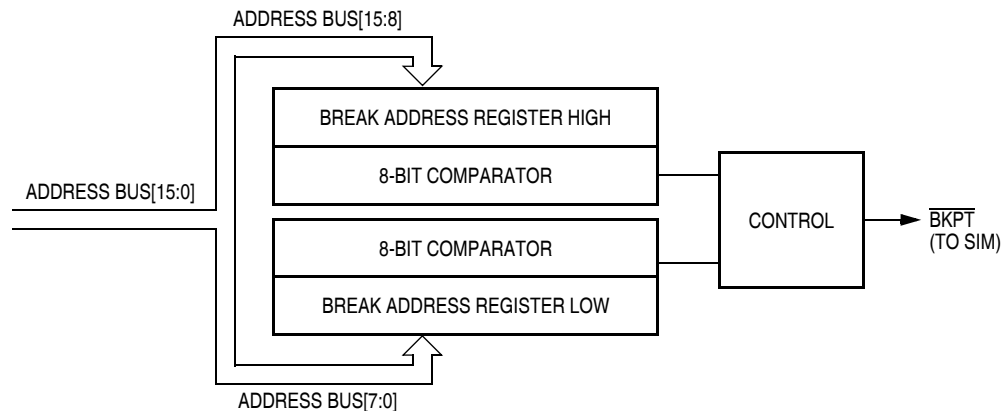 ADDRESS BUS[15:8]
BREAK ADDRESS REGISTER HIGH
8-BIT COMPARATOR
ADDRESS BUS[15:0]
CONTROL
BKPT
(TO SIM)
8-BIT COMPARATOR
BREAK ADDRESS REGISTER LOW
ADDRESS BUS[7:0]